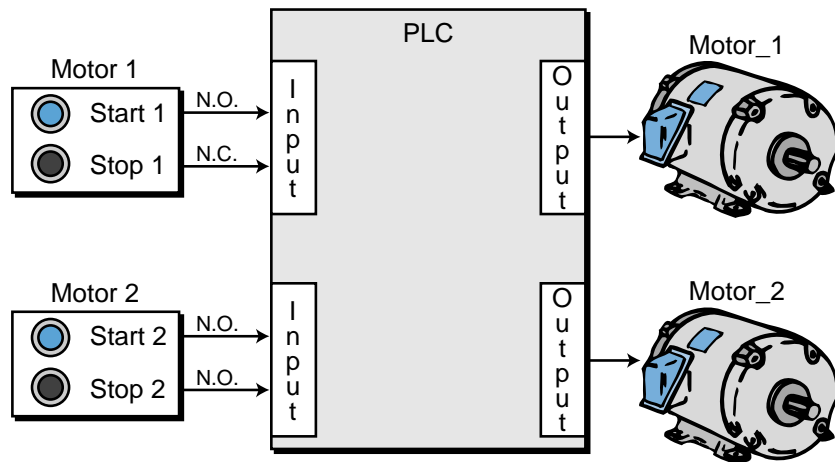 PLC
Motor 1
Start 1
N.O.
Stop 1
N.C.
Input
Output
Motor_1
Motor 2
Start 2
N.O.
Stop 2
N.O.
Input
Output
Motor_2